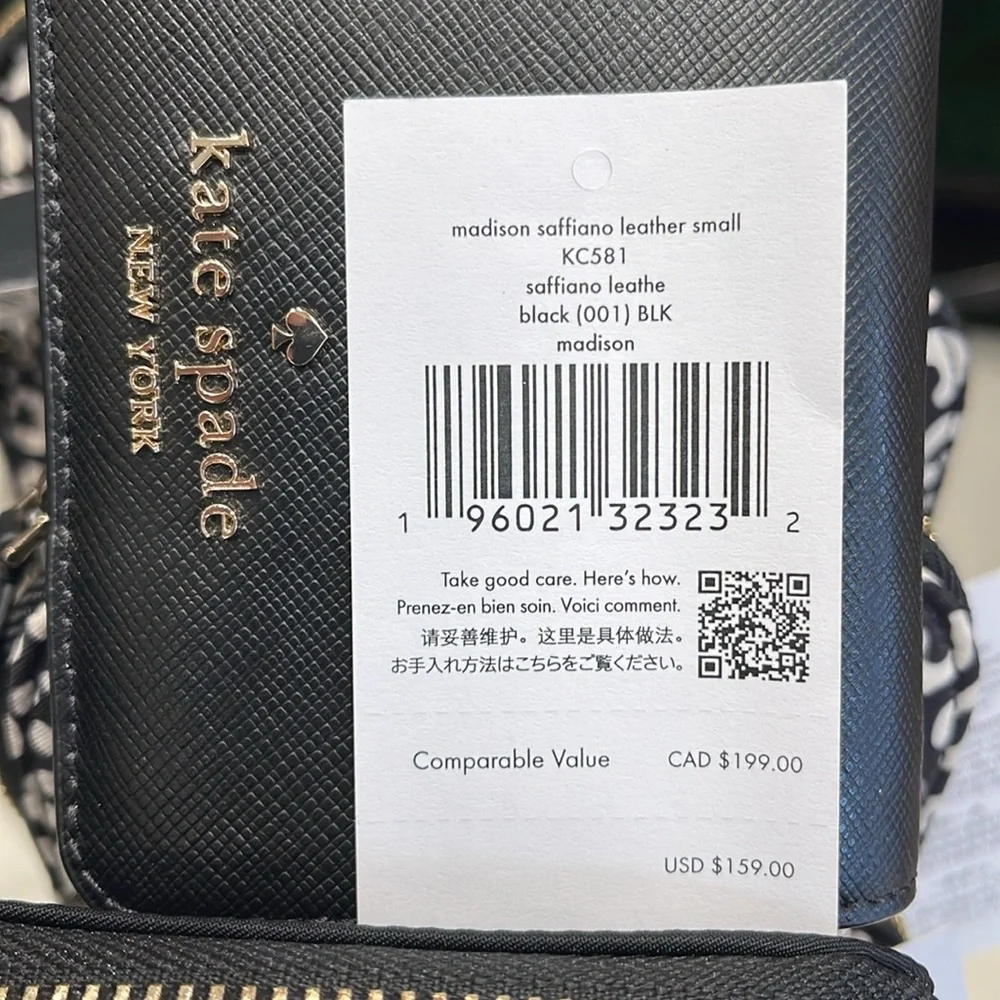 kate spade
NEW YORK
madison saffiano leather small
KC581
saffiano leathe
black (001) BLK
madison
1 96021 32323 2
Take good care. Here's how.
Prenez-en bien soin. Voici comment.
请妥善维护。这里是具体做法。
お手入れ方法はこちらをご覧ください。
Comparable Value CAD $199.00
USD $159.00